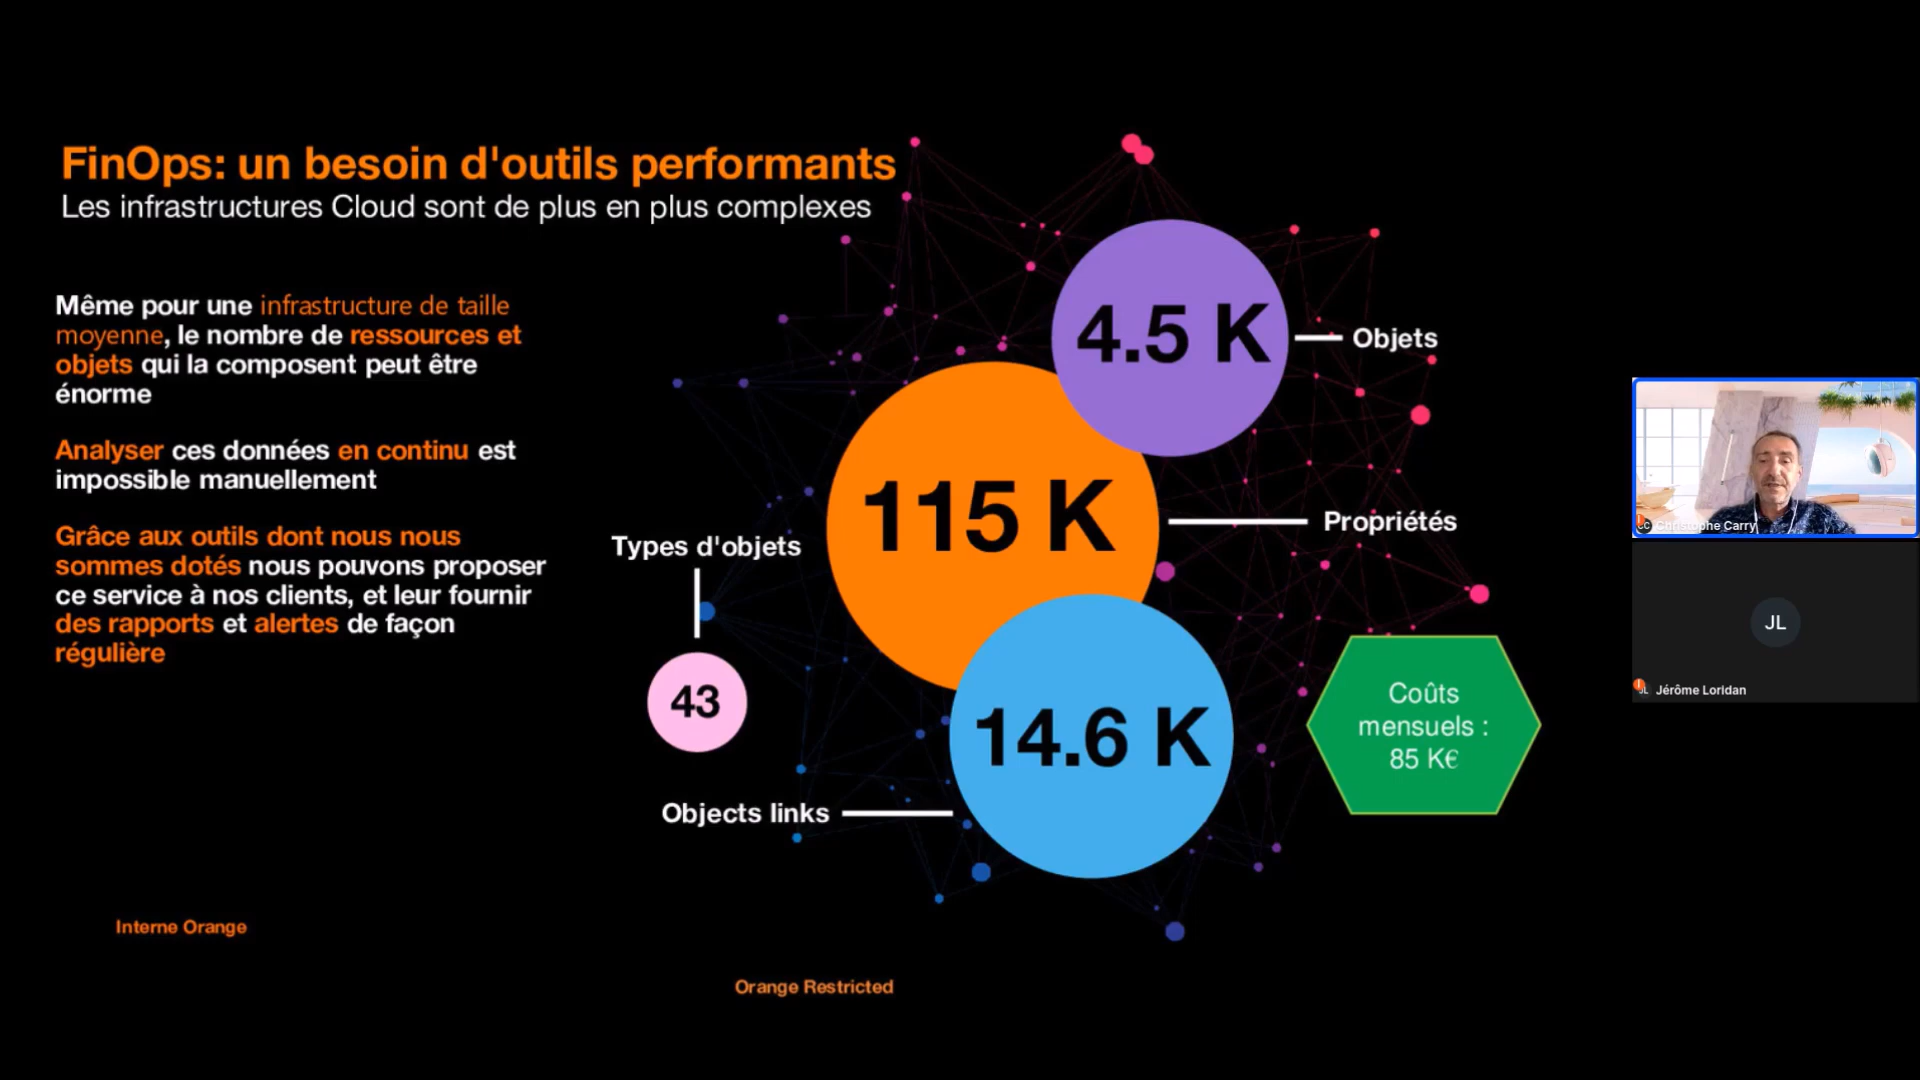 FinOps: un besoin d'outils performants
Les infrastructures Cloud sont de plus en plus complexes
Même pour une infrastructure de taille
moyenne, le nombre de ressources et
objets qui la composent peut être
énorme
Analyser ces données en continu est
impossible manuellement
Grâce aux outils dont nous nous
sommes dotés nous pouvons proposer
ce service à nos clients, et leur fournir
des rapports et alertes de façon
régulière
4.5 K
Objets
115 K
Propriétés
Types d'objets
43
14.6 K
Objects links
Coûts
mensuels :
85 K€
Interne Orange
Orange Restricted
CC
Christophe Carry
JL
JL
Jérôme Loridan